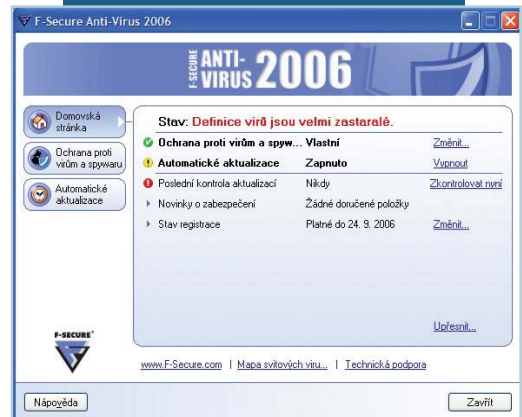 F-Secure Anti-Virus 2006
F-SECURE ANTI-VIRUS 2006
Domovská stránka
Ochrana proti virům a spywaru
Automatické aktualizace
Stav: Definice virů jsou velmi zastaralé.
Ochrana proti virům a spyw... Vlastní Změnit...
Automatické aktualizace Zapnuto Vypnout
Poslední kontrola aktualizací Nikdy Zkontrolovat nyní
Novinky o zabezpečení Žádné doručené položky
Stav registrace Platné do 24. 9. 2006 Změnit...
Upřesnit...
F-SECURE
www.F-Secure.com | Mapa svitových viru... | Technická podpora
Nápověda Zavřít